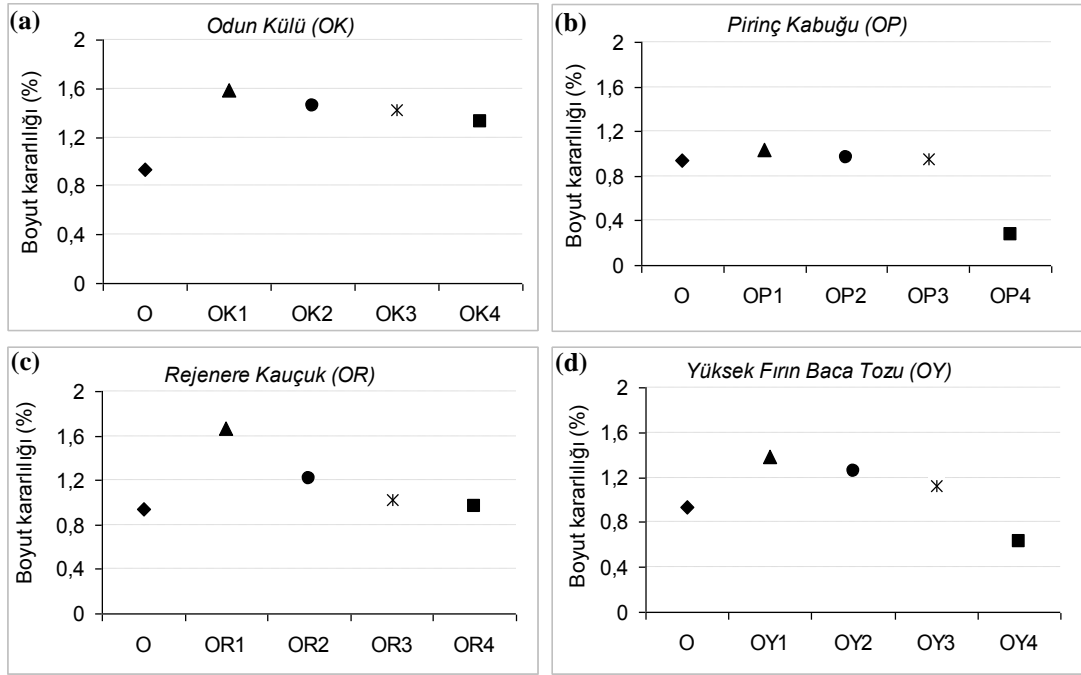 (a)
Odun Külü (OK)
Boyut kararlılığı (%)
2
1,6
1,2
0,8
0,4
0
O OK1 OK2 OK3 OK4
(b)
Pirinç Kabuğu (OP)
Boyut kararlılığı (%)
2
1,6
1,2
0,8
0,4
0
O OP1 OP2 OP3 OP4
(c)
Rejenere Kauçuk (OR)
Boyut kararlılığı (%)
2
1,6
1,2
0,8
0,4
0
O OR1 OR2 OR3 OR4
(d)
Yüksek Fırın Baca Tozu (OY)
Boyut kararlılığı (%)
2
1,6
1,2
0,8
0,4
0
O OY1 OY2 OY3 OY4